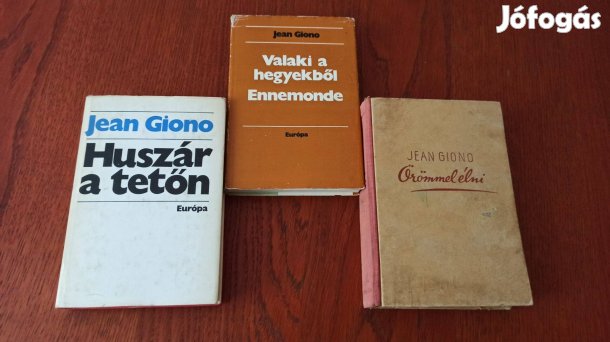 Jófogás
Jean Giono
Huszár
a tetőn
Európa
Jean Giono
Valaki a
hegyekből
Ennemonde
Európa
JEAN GIONO
Örömmel élni